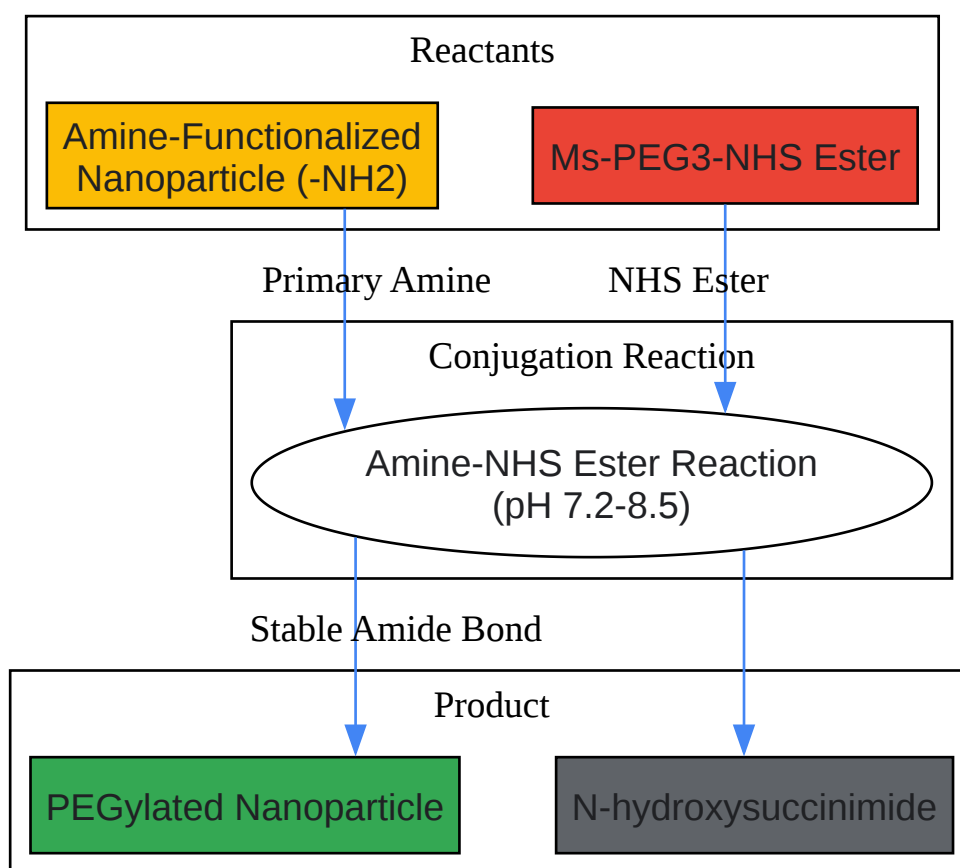 Reactants
Amine-Functionalized
Nanoparticle (-NH2)
Ms-PEG3-NHS Ester
Primary Amine
NHS Ester
Conjugation Reaction
Amine-NHS Ester Reaction
(pH 7.2-8.5)
Stable Amide Bond
Product
PEGylated Nanoparticle
N-hydroxysuccinimide